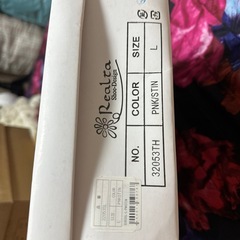 Realta
Shoe Design
SIZE
L
COLOR
PNK/STIN
NO.
32053TH